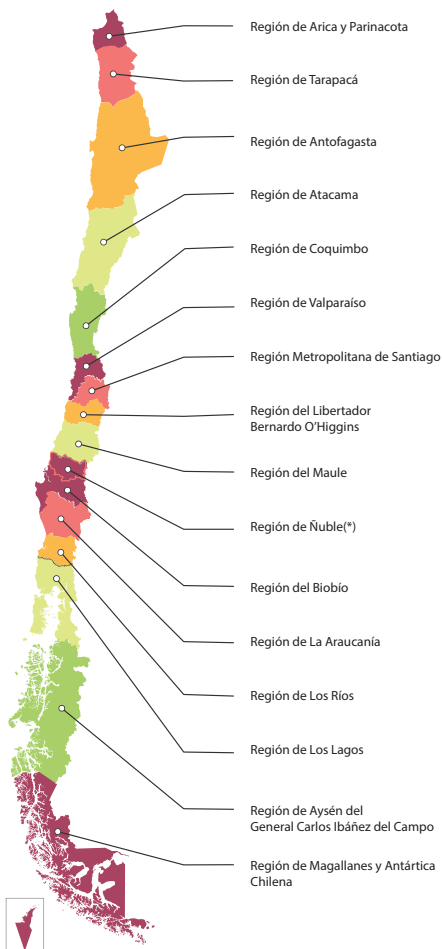 Región de Arica y Parinacota
Región de Tarapacá
Región de Antofagasta
Región de Atacama
Región de Coquimbo
Región de Valparaíso
Región Metropolitana de Santiago
Región del Libertador
Bernardo O’Higgins
Región del Maule
Región de Ñuble(*)
Región del Biobío
Región de La Araucanía
Región de Los Ríos
Región de Los Lagos
Región de Aysén del
General Carlos Ibáñez del Campo
Región de Magallanes y Antártica
Chilena